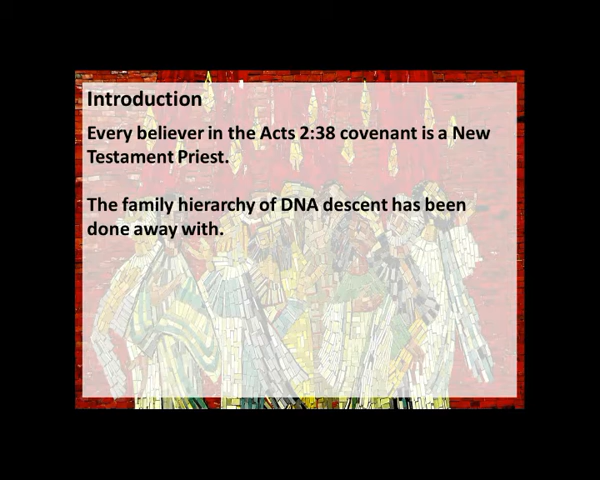 Introduction
Every believer in the Acts 2:38 covenant is a New
Testament Priest.
The family hierarchy of DNA descent has been
done away with.